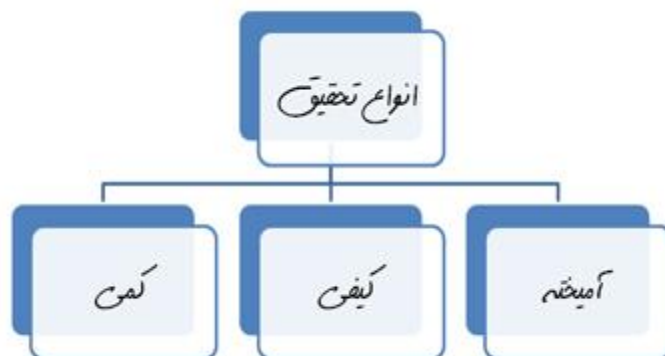 انواع تحقیق
آمیخته
کیفی
کمی